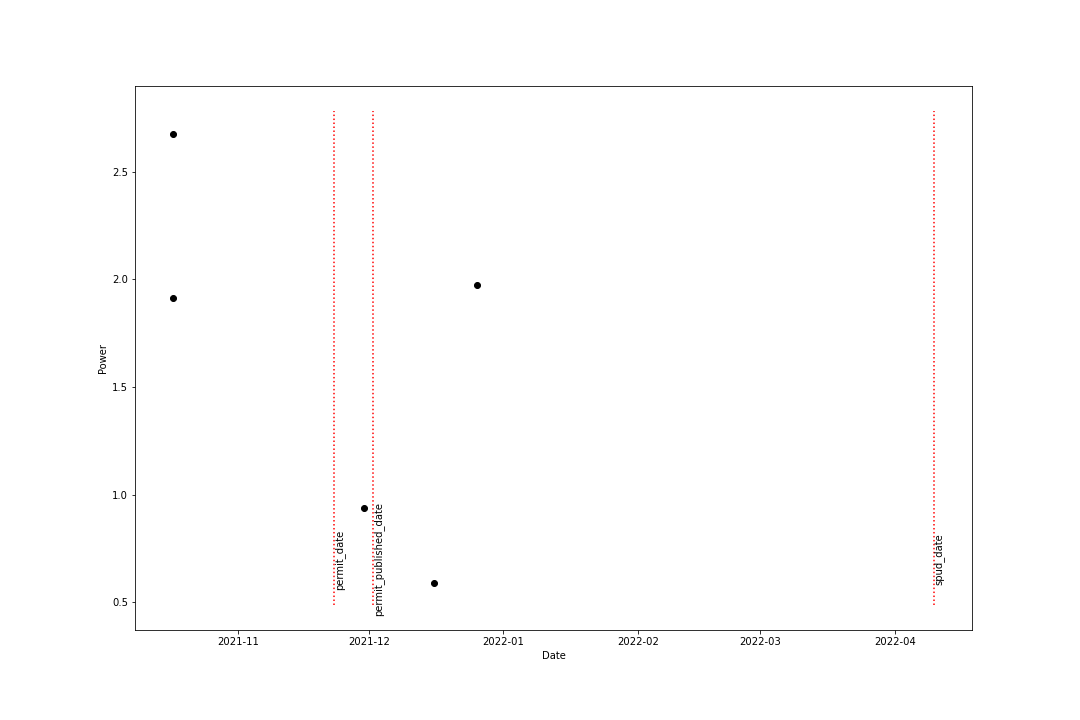 2.5
2.0
1.5
1.0
0.5
Power
permit_date
permit_published_date
spud_date
2021-11 2021-12 2022-01 2022-02 2022-03 2022-04
Date